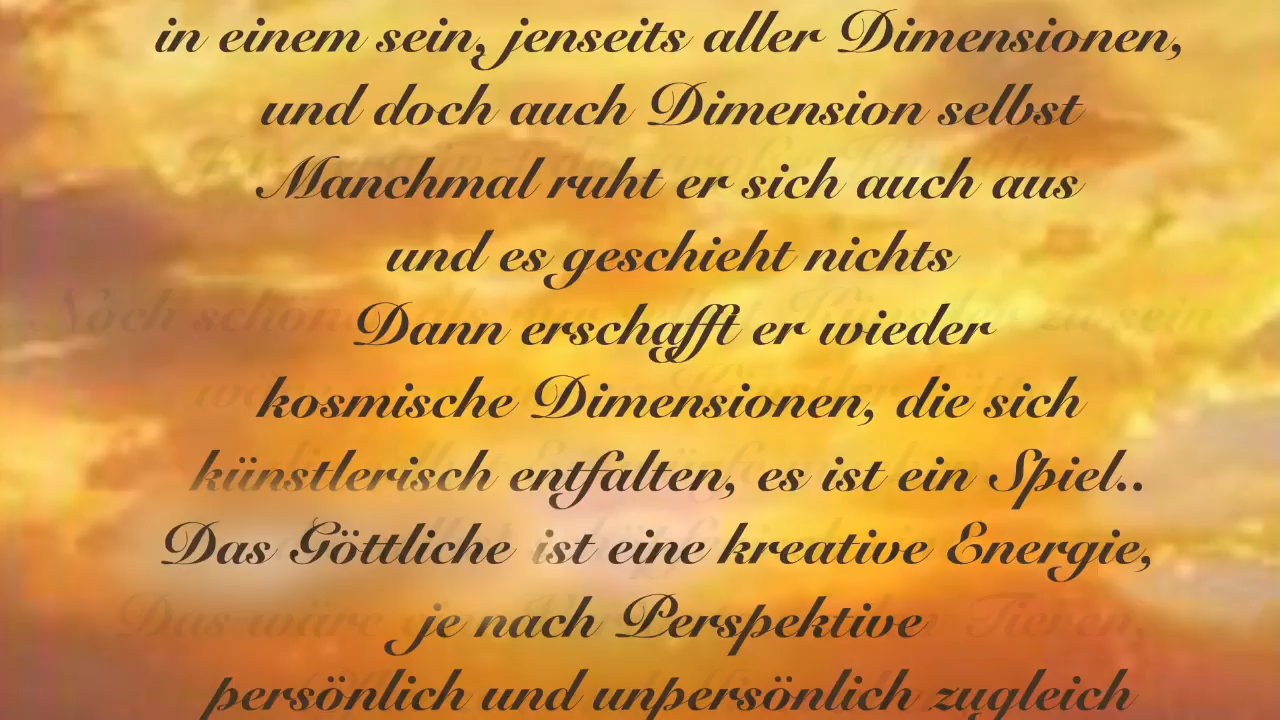 in einem sein, jenseits aller Dimensionen,
und doch auch Dimension selbst
Manchmal ruht er sich auch aus
und es geschieht nichts
Dann erschafft er wieder
kosmische Dimensionen, die sich
künstlerisch entfalten, es ist ein Spiel..
Das Göttliche ist eine kreative Energie,
je nach Perspektive
persönlich und unpersönlich zugleich